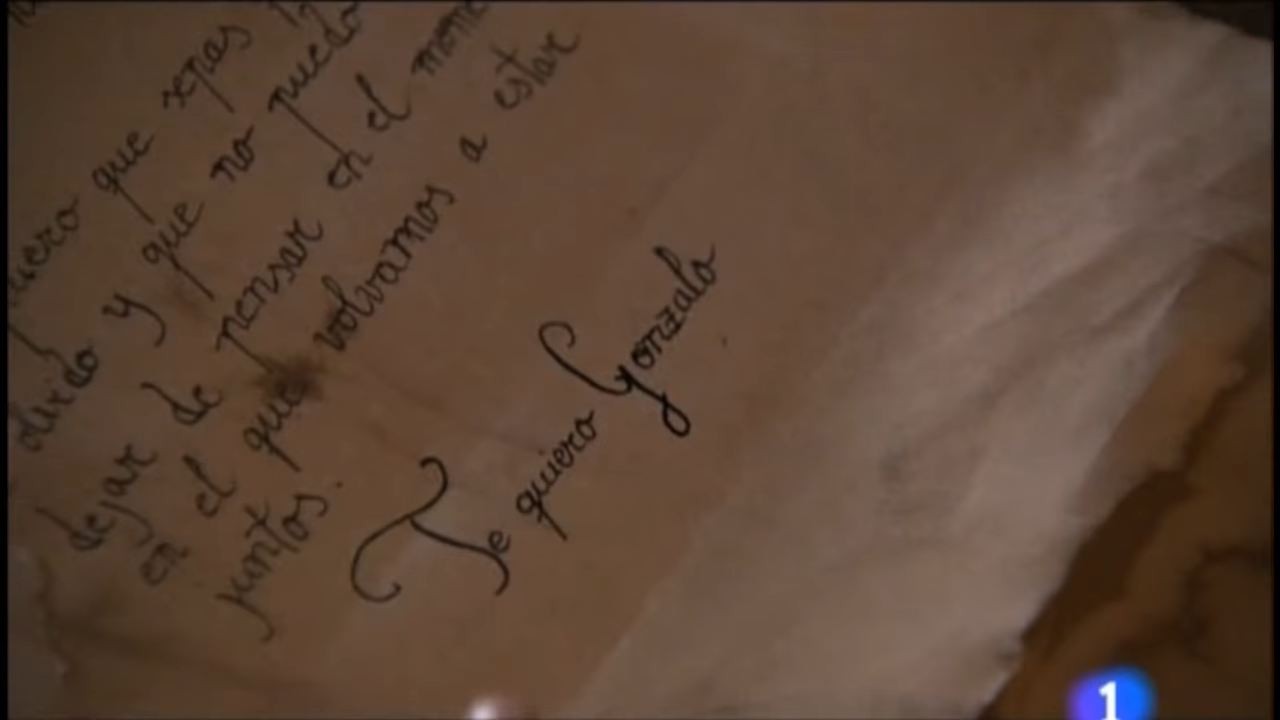 quiero que sepas
olvido y que no puedo
dejar de pensar en el
en el que volvamos a estar
juntos.
Te quiero Gonzalo
1